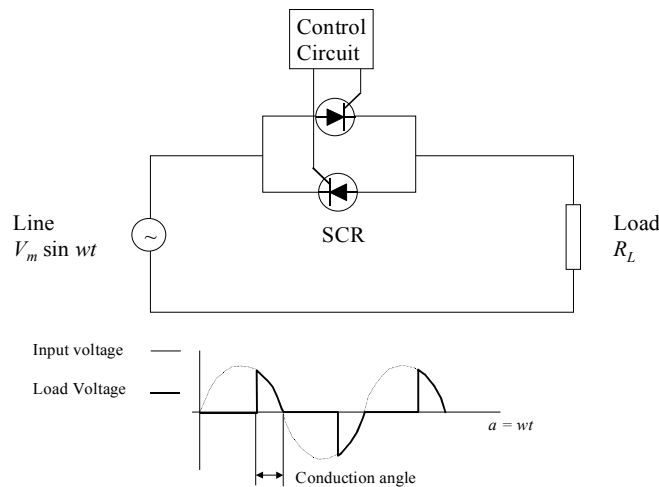 Control
Circuit
Line
V_m sin wt
~
SCR
Load
R_L
Input voltage
Load Voltage
a = wt
Conduction angle